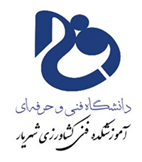 دانشگاه فنی و حرفه‌ای
آموزشکده فنی کشاورزی شهریار